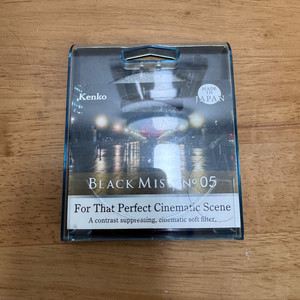 Kenko
MADE
IN
JAPAN
BLACK MIST No 05
For That Perfect Cinematic Scene
A contrast suppressing, cinematic soft filter.